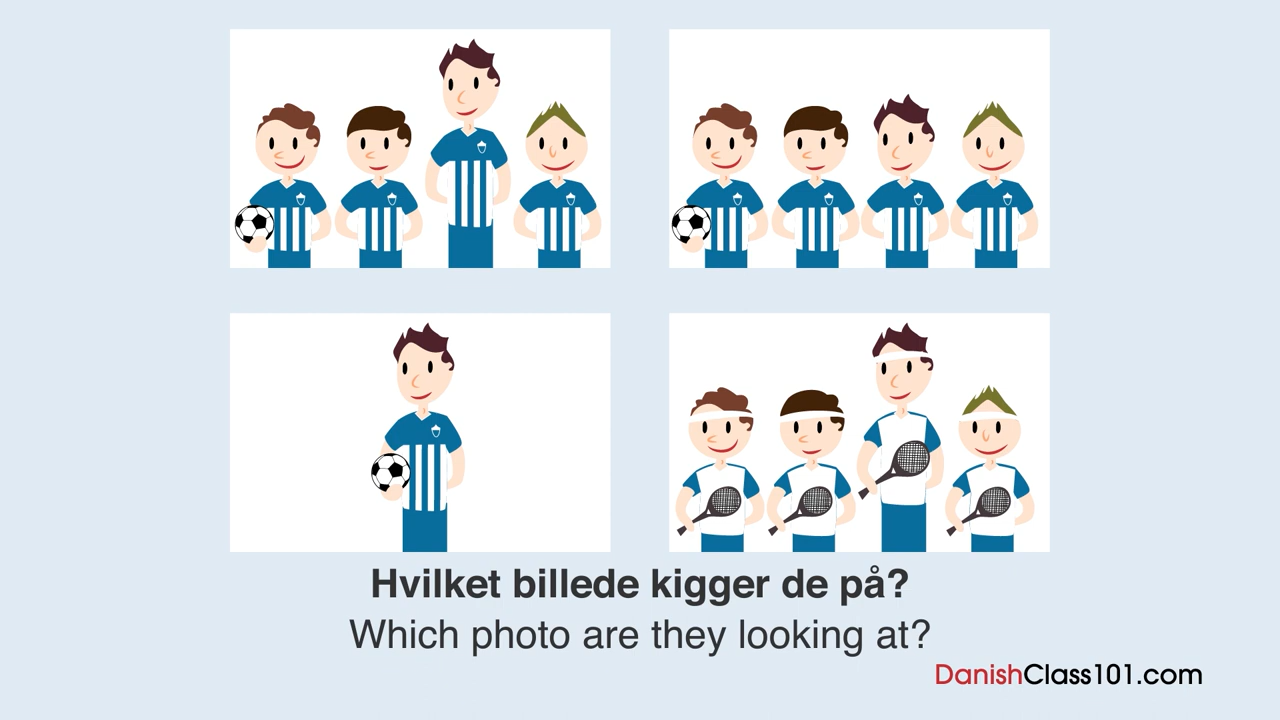 Hvilket billede kigger de på?
Which photo are they looking at?
DanishClass101.com